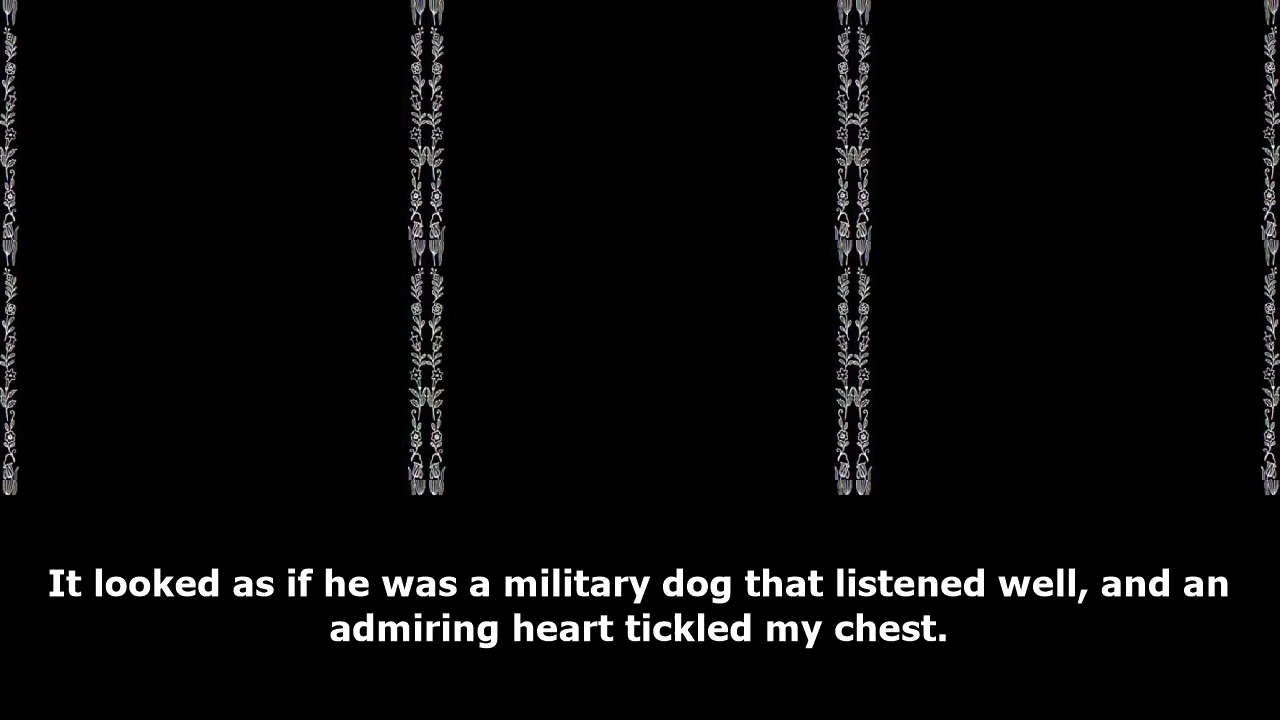 It looked as if he was a military dog that listened well, and an
admiring heart tickled my chest.